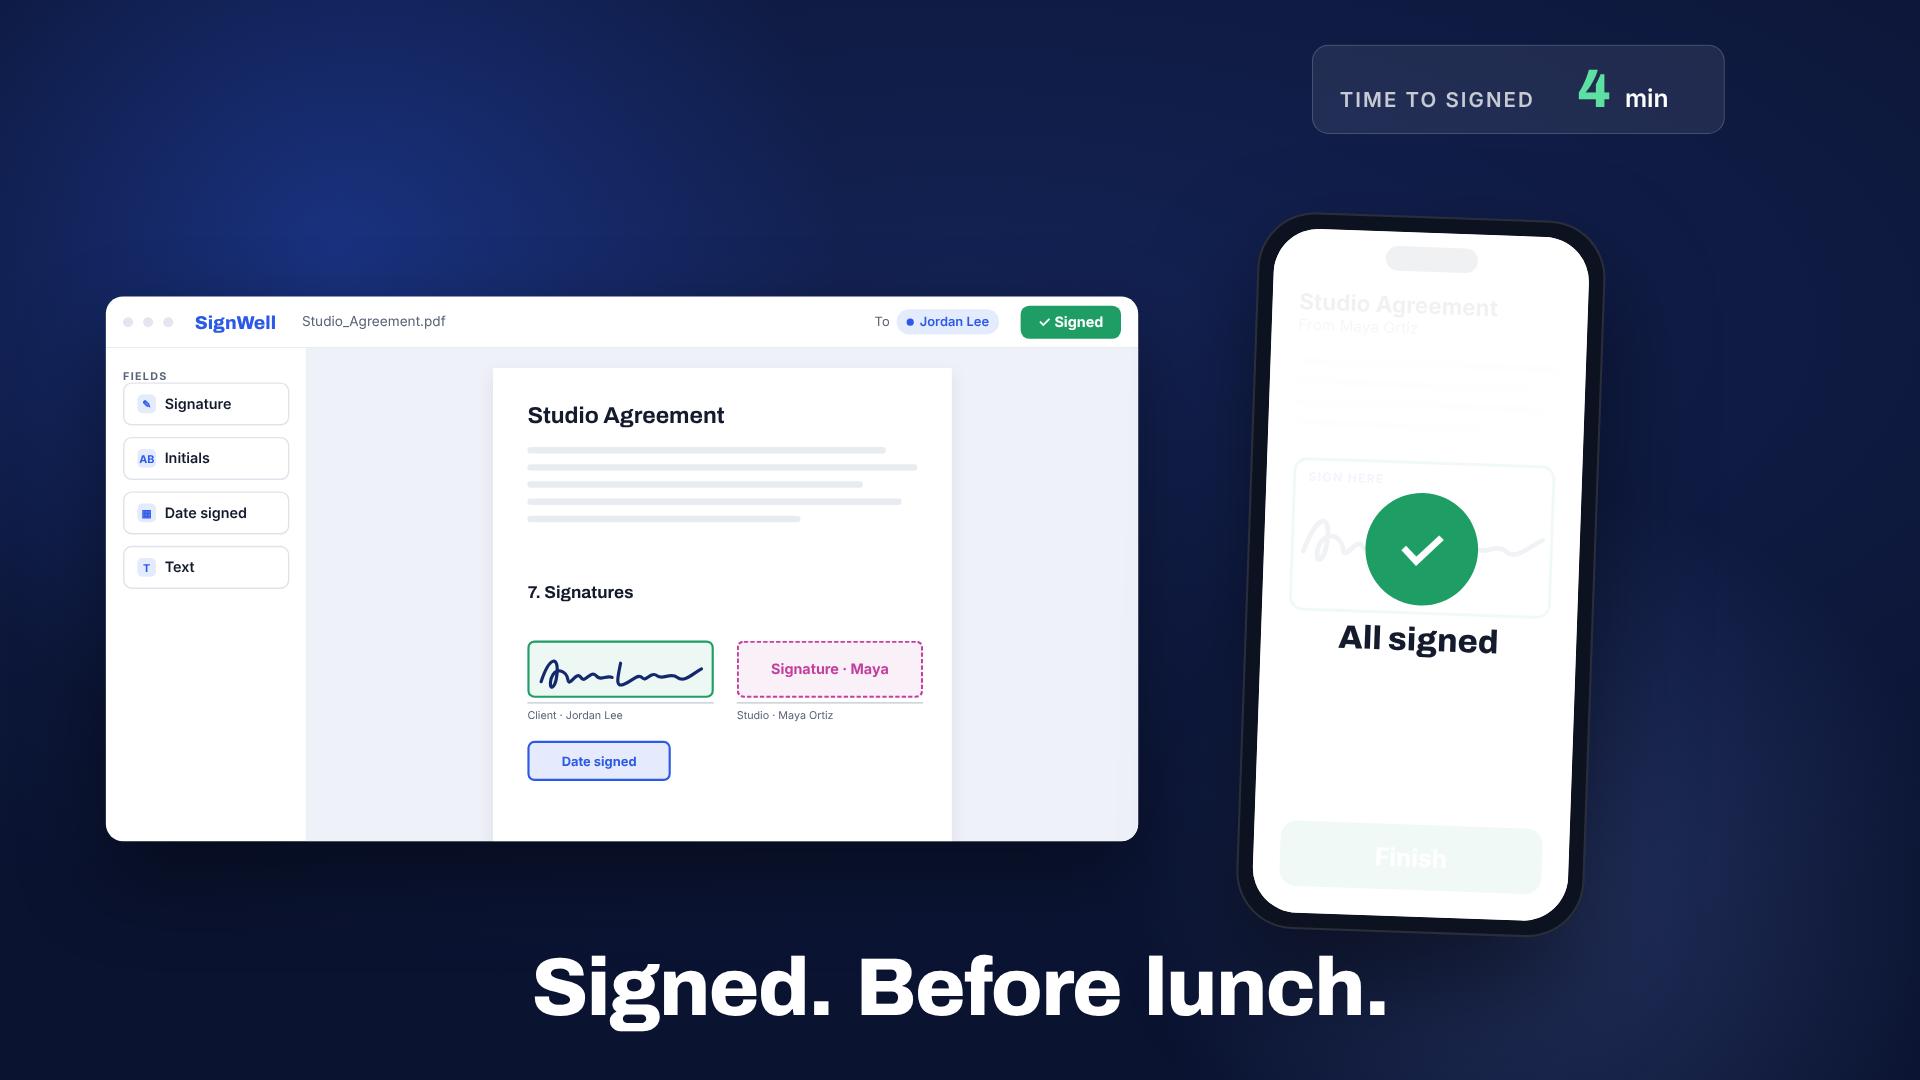 TIME TO SIGNED 4 min
SignWell Studio_Agreement.pdf To Jordan Lee ✓ Signed
FIELDS
Signature
AB Initials
Date signed
T Text
Studio Agreement
7. Signatures
Signature · Maya
Client · Jordan Lee
Studio · Maya Ortiz
Date signed
Studio Agreement
From Maya Ortiz
SIGN HERE
All signed
Finish
Signed. Before lunch.